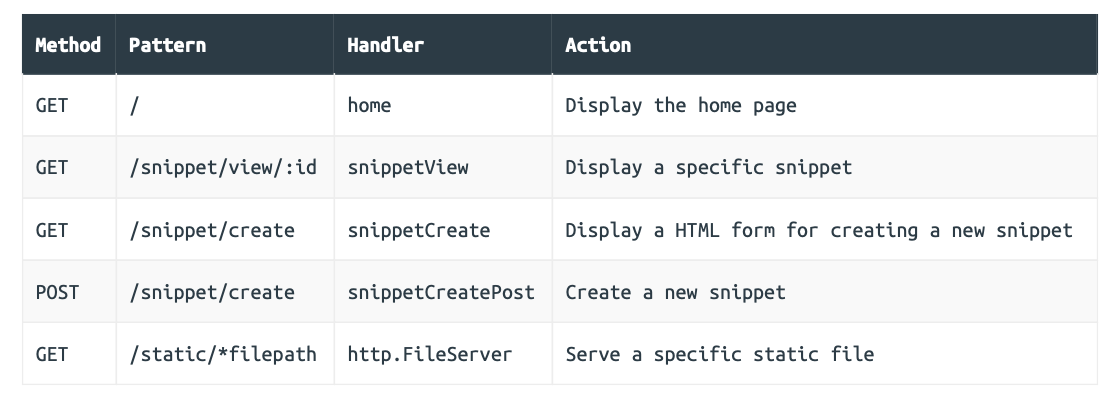 Method Pattern Handler Action
GET / home Display the home page
GET /snippet/view/:id snippetView Display a specific snippet
GET /snippet/create snippetCreate Display a HTML form for creating a new snippet
POST /snippet/create snippetCreatePost Create a new snippet
GET /static/*filepath http.FileServer Serve a specific static file